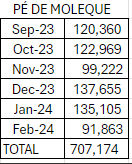 PÉ DE MOLEQUE
Sep-23 120,360
Oct-23 122,969
Nov-23 99,222
Dec-23 137,655
Jan-24 135,105
Feb-24 91,863
TOTAL 707,174